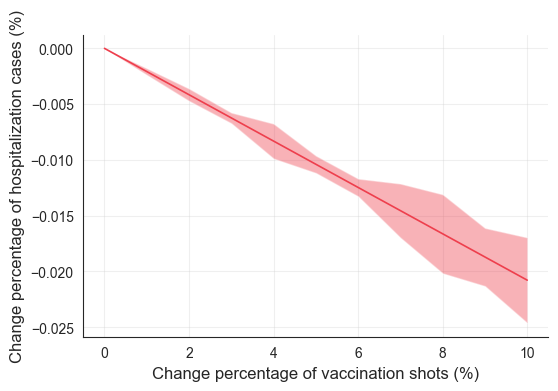 Change percentage of hospitalization cases (%)
0.000
−0.005
−0.010
−0.015
−0.020
−0.025
0 2 4 6 8 10
Change percentage of vaccination shots (%)